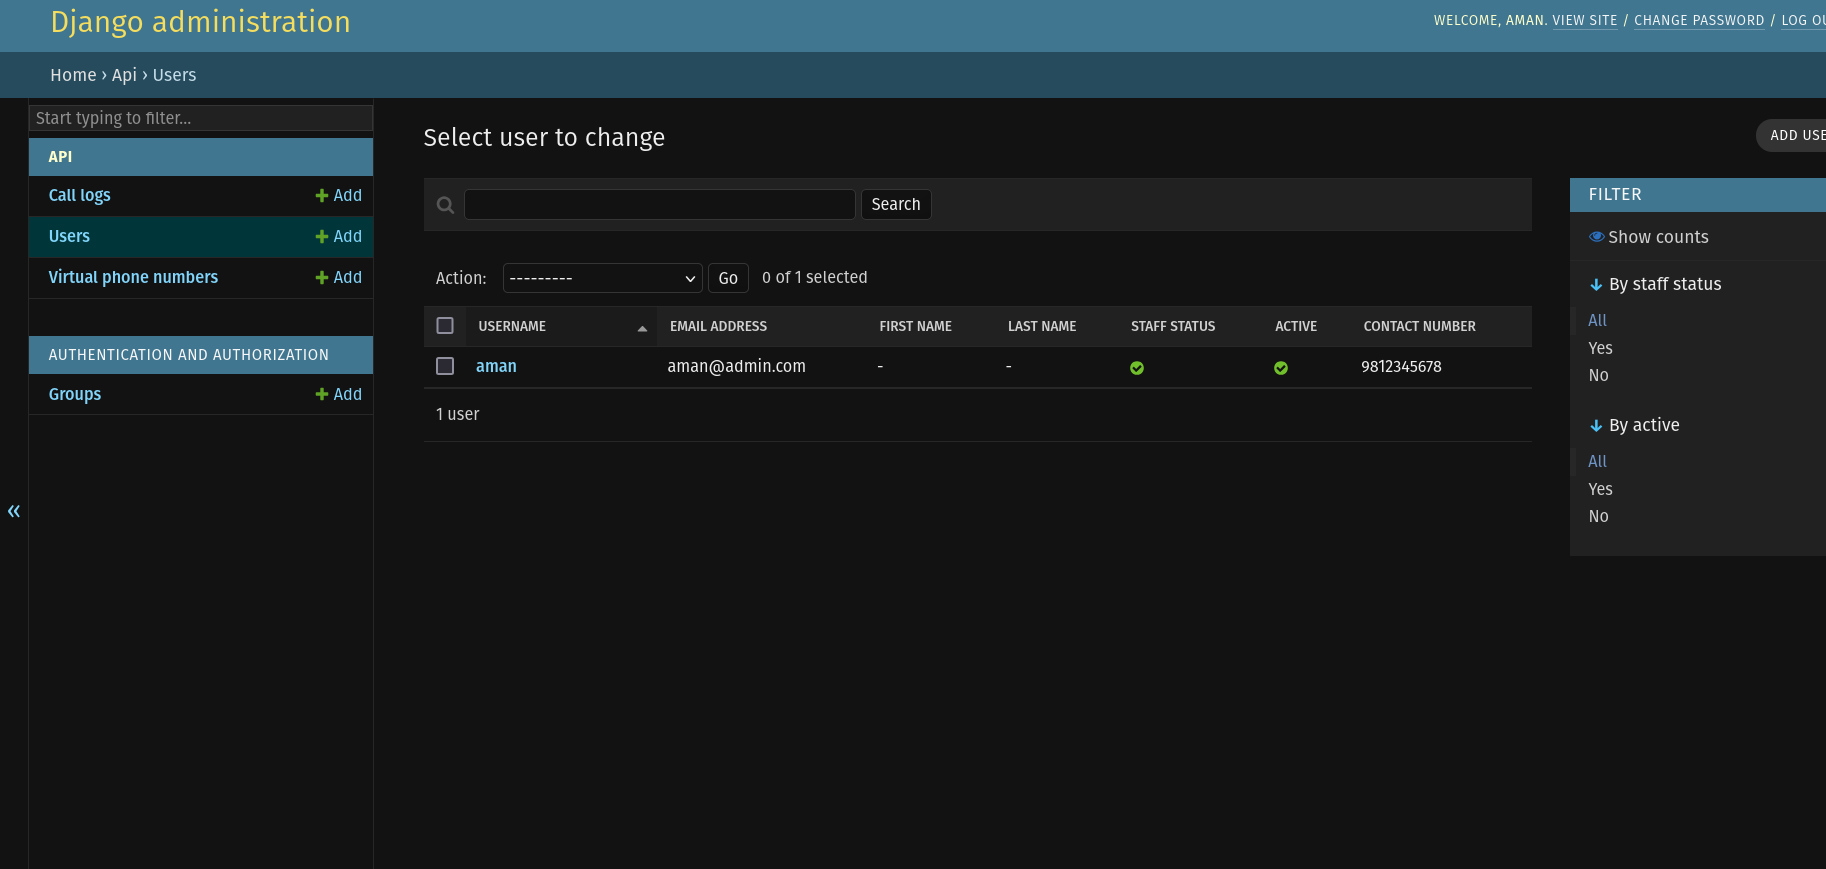 Django administration
WELCOME, AMAN. VIEW SITE / CHANGE PASSWORD / LOG OU
Home › Api › Users
Start typing to filter...
API
Call logs + Add
Users + Add
Virtual phone numbers + Add
AUTHENTICATION AND AUTHORIZATION
Groups + Add
«
Select user to change
ADD USE
Search
Action: --------- Go 0 of 1 selected
USERNAME EMAIL ADDRESS FIRST NAME LAST NAME STAFF STATUS ACTIVE CONTACT NUMBER
aman aman@admin.com - - 9812345678
1 user
FILTER
Show counts
↓ By staff status
All
Yes
No
↓ By active
All
Yes
No